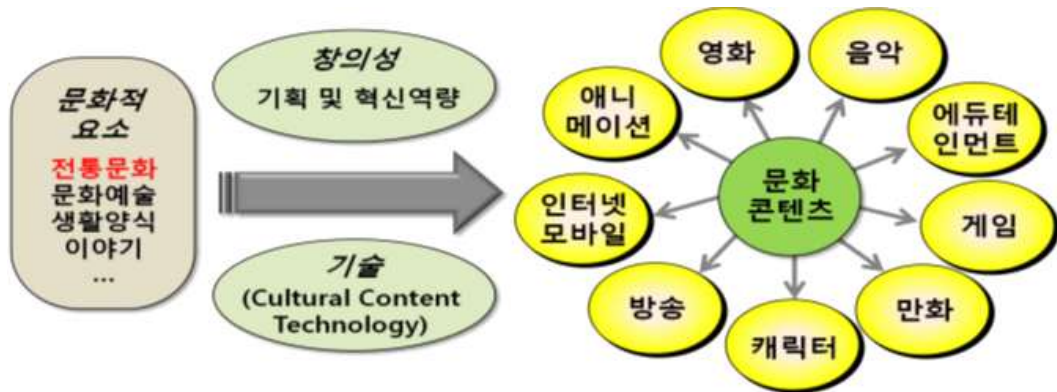 문화적
요소
전통문화
문화예술
생활양식
이야기
...
창의성
기획 및 혁신역량
기술
(Cultural Content
Technology)
문화
콘텐츠
영화
음악
에듀테
인먼트
게임
만화
캐릭터
방송
인터넷
모바일
애니
메이션